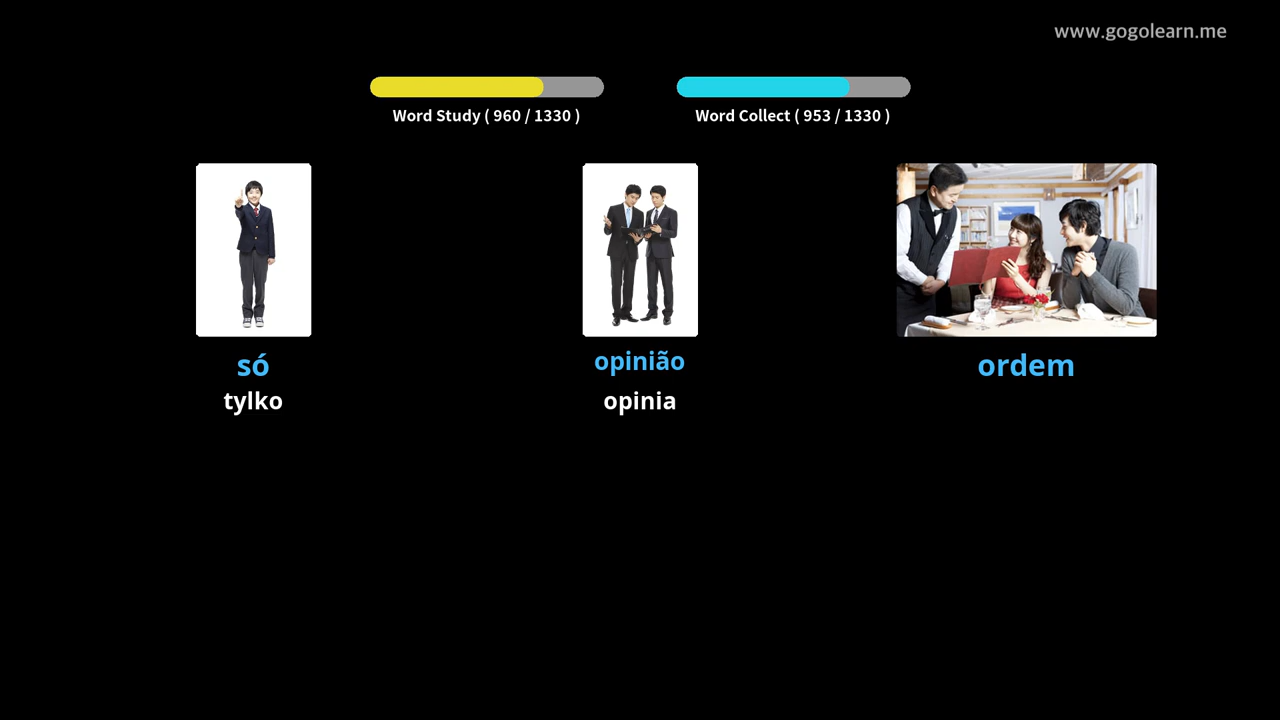 www.gogolearn.me
Word Study ( 960 / 1330 )
Word Collect ( 953 / 1330 )
só
opinião
ordem
tylko
opinia